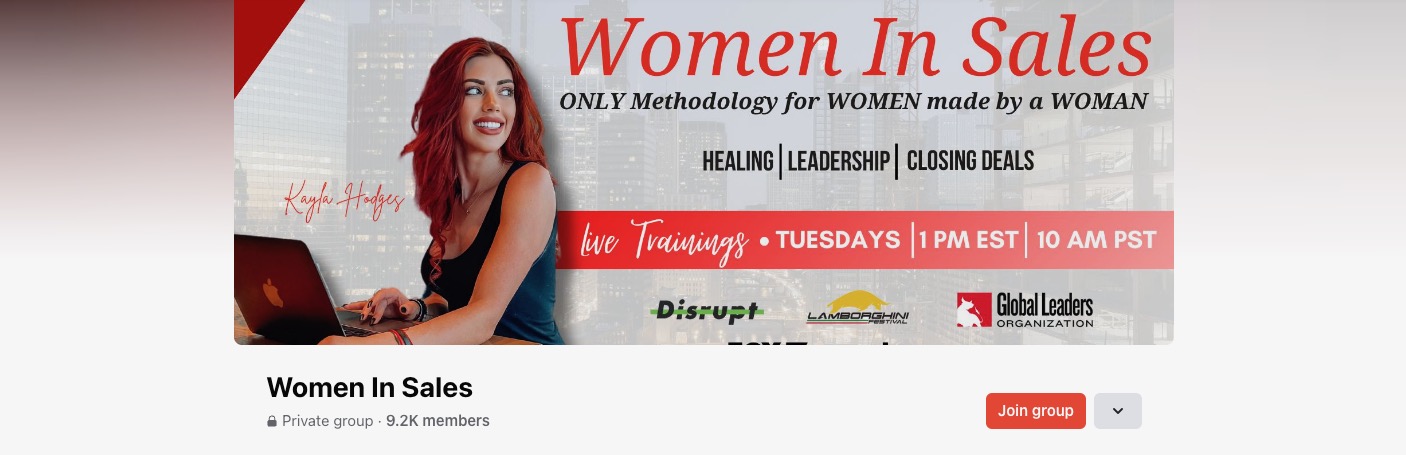 Women In Sales
ONLY Methodology for WOMEN made by a WOMAN
HEALING | LEADERSHIP | CLOSING DEALS
Kayla Hodges
live Trainings • TUESDAYS | 1 PM EST | 10 AM PST
Disrupt
LAMBORGHINI
FESTIVAL
Global Leaders
ORGANIZATION
Women In Sales
Private group · 9.2K members
Join group